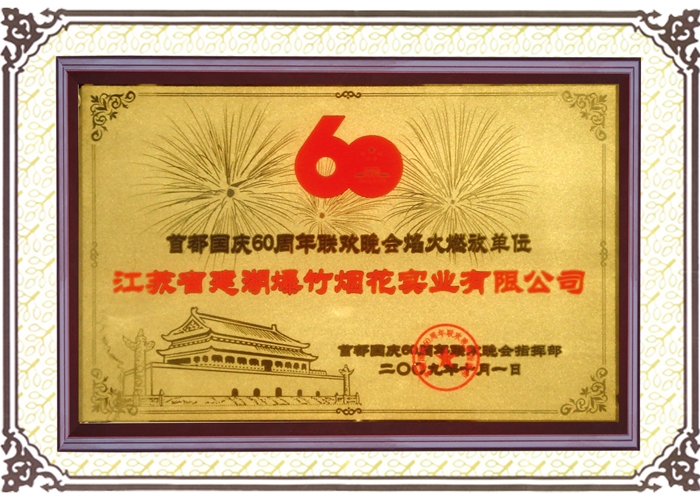 60
首都国庆60周年联欢晚会焰火燃放单位
江苏省建湖爆竹烟花实业有限公司
首都国庆60周年联欢晚会指挥部
二〇〇九年十月一日